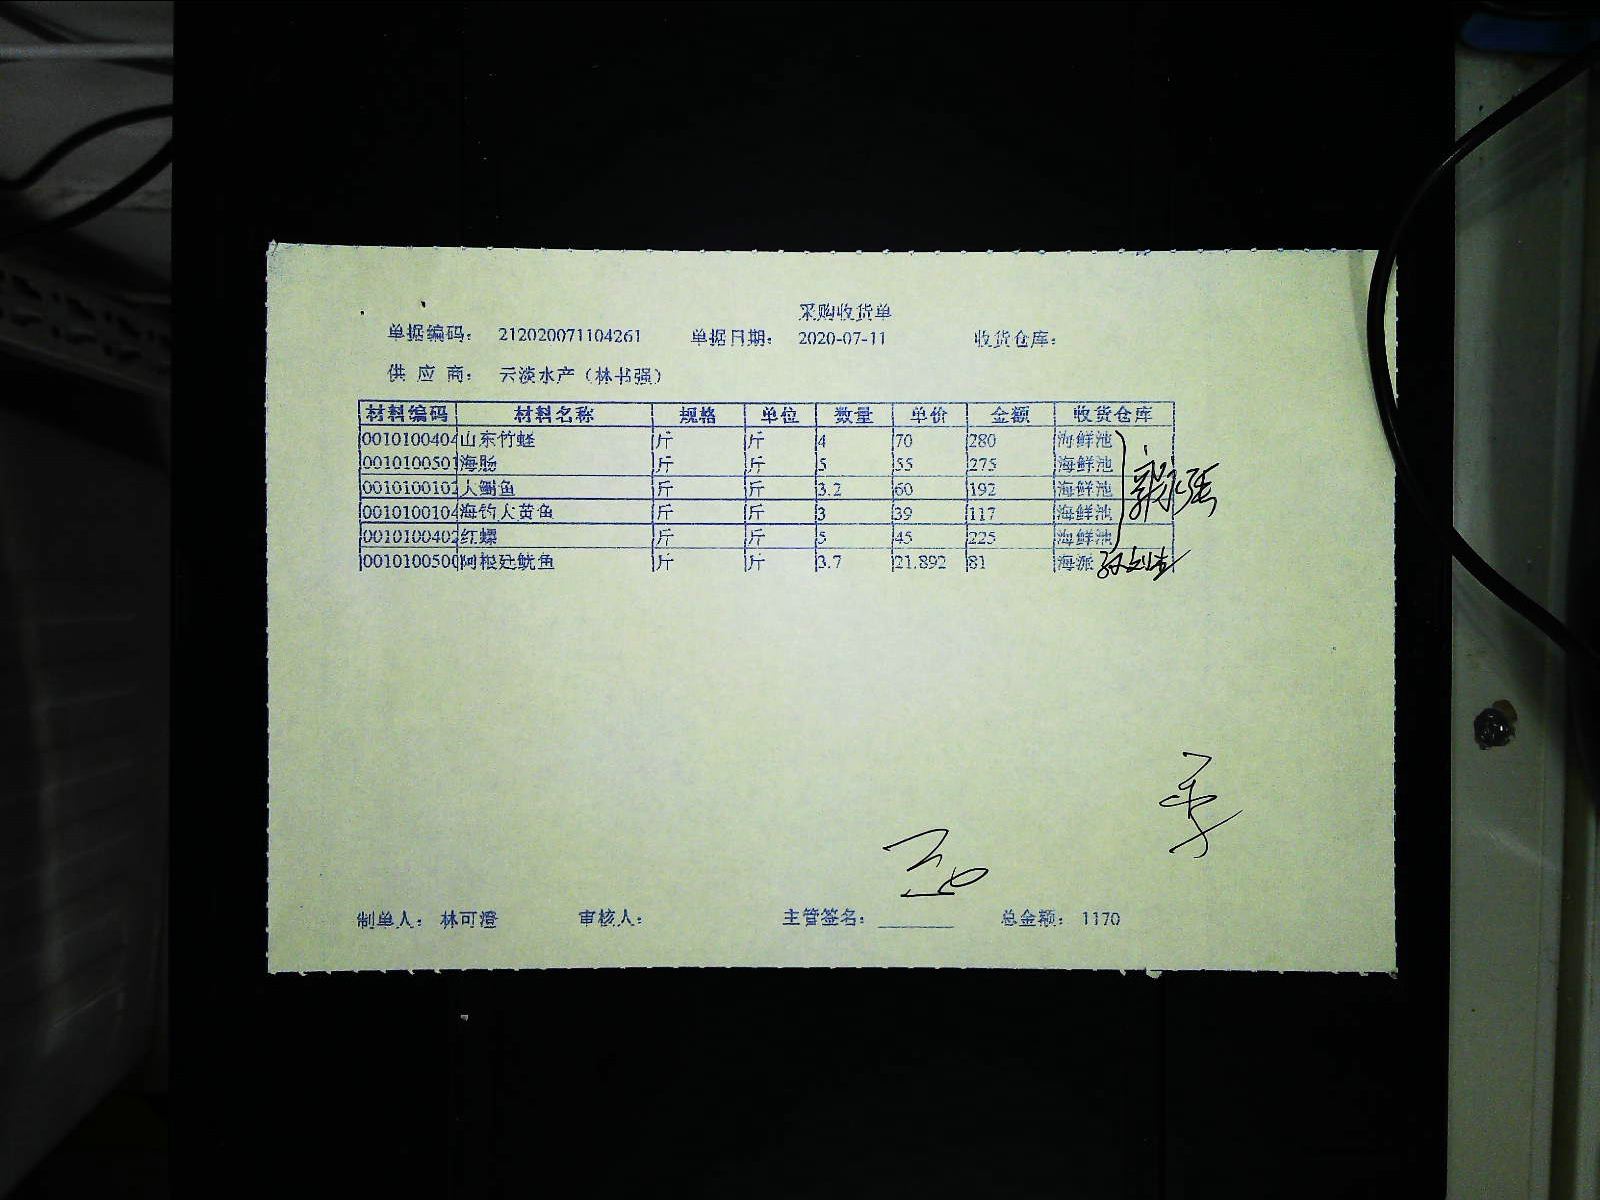 采购收货单
单据编码: 212020071104261 单据日期: 2020-07-11 收货仓库:
供应商: 云淡水产（林书强）
材料编码 材料名称 规格 单位 数量 单价 金额 收货仓库
0010100404 山东竹蛏 斤 斤 4 70 280 海鲜池
001010050 海肠 斤 斤 5 55 275 海鲜池
0010100102 大鲷鱼 斤 斤 3.2 60 192 海鲜池
0010100104 海钓大黄鱼 斤 斤 3 39 117 海鲜池
0010100402 红螺 斤 斤 5 45 225 海鲜池
001010050 阿根廷鱿鱼 斤 斤 3.7 21.892 81 海派
制单人: 林可澄 审核人: 主管签名: 总金额: 1170